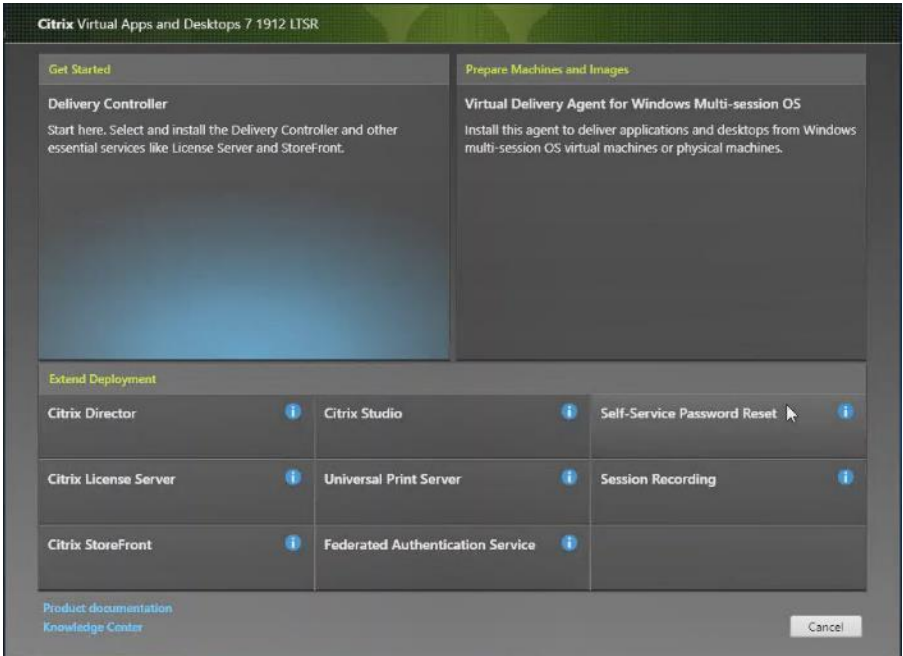 Citrix Virtual Apps and Desktops 7 1912 LTSR
Get Started
Delivery Controller
Start here. Select and install the Delivery Controller and other
essential services like License Server and StoreFront.
Prepare Machines and Images
Virtual Delivery Agent for Windows Multi-session OS
Install this agent to deliver applications and desktops from Windows
multi-session OS virtual machines or physical machines.
Extend Deployment
Citrix Director
Citrix Studio
Self-Service Password Reset
Citrix License Server
Universal Print Server
Session Recording
Citrix StoreFront
Federated Authentication Service
Product documentation
Knowledge Center
Cancel